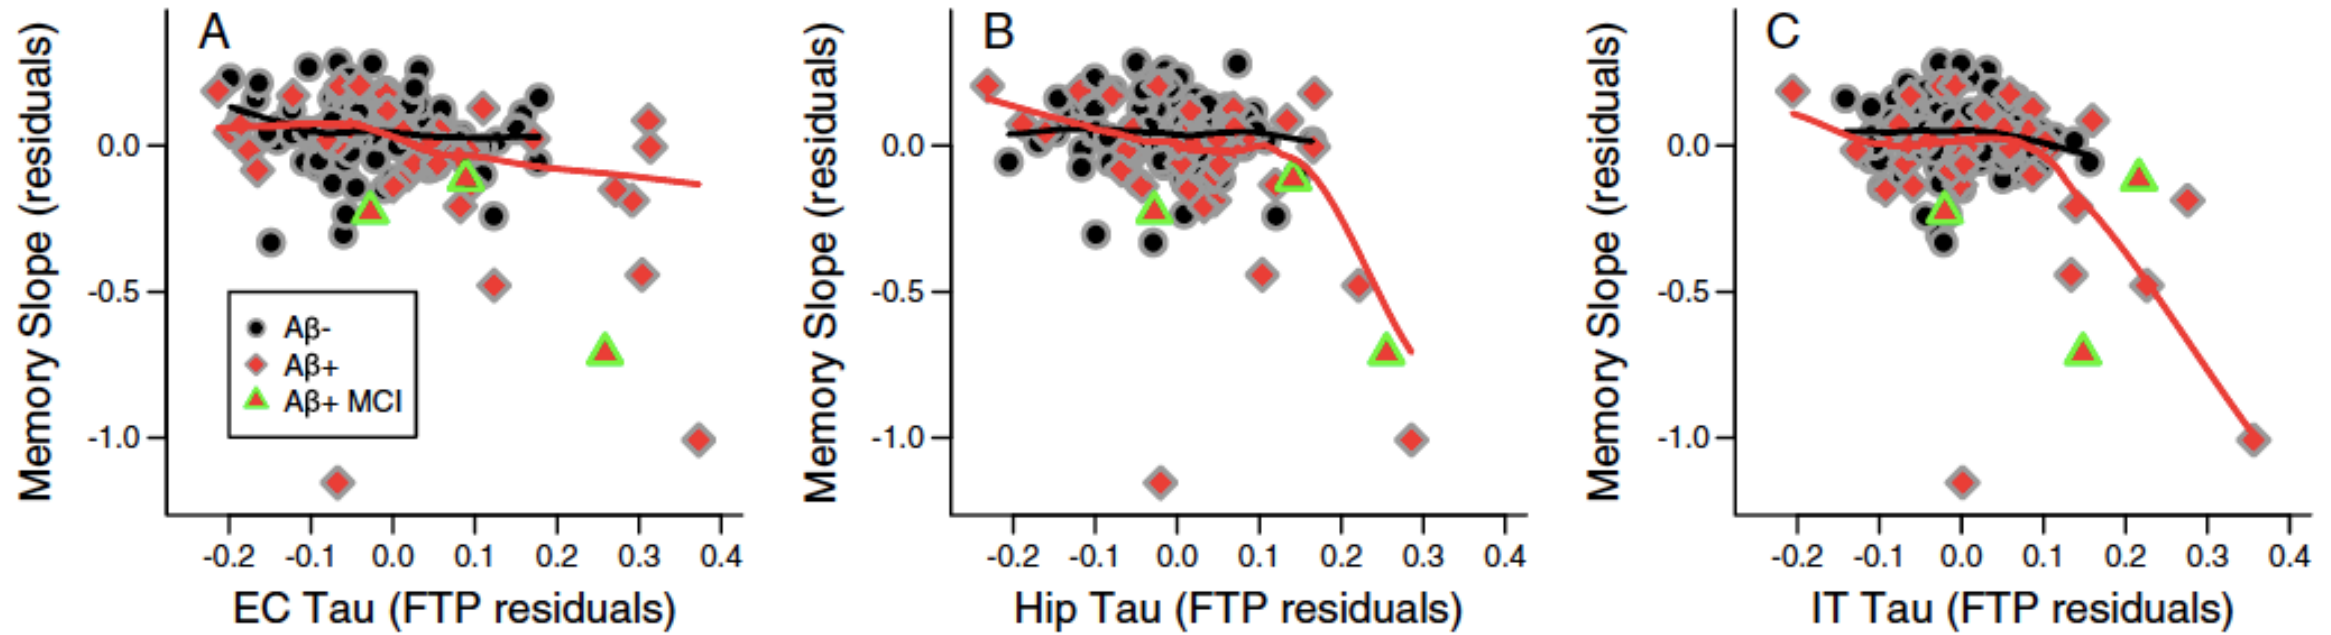 A
Memory Slope (residuals)
0.0
-0.5
-1.0
Aβ-
Aβ+
Aβ+ MCI
-0.2 -0.1 0.0 0.1 0.2 0.3 0.4
EC Tau (FTP residuals)
B
Memory Slope (residuals)
0.0
-0.5
-1.0
-0.2 -0.1 0.0 0.1 0.2 0.3 0.4
Hip Tau (FTP residuals)
C
Memory Slope (residuals)
0.0
-0.5
-1.0
-0.2 -0.1 0.0 0.1 0.2 0.3 0.4
IT Tau (FTP residuals)